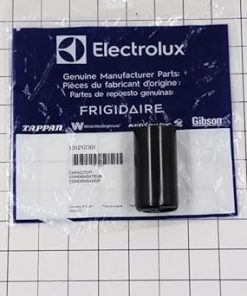 Electrolux
Genuine Manufacturer Parts:
Pièces du fabricant d'origine:
Partes de repuesto genuinas:
FRIGIDAIRE
TAPPAN Gibson
131212301
CAPACITOR
CONDENSATEUR
CONDENSADOR